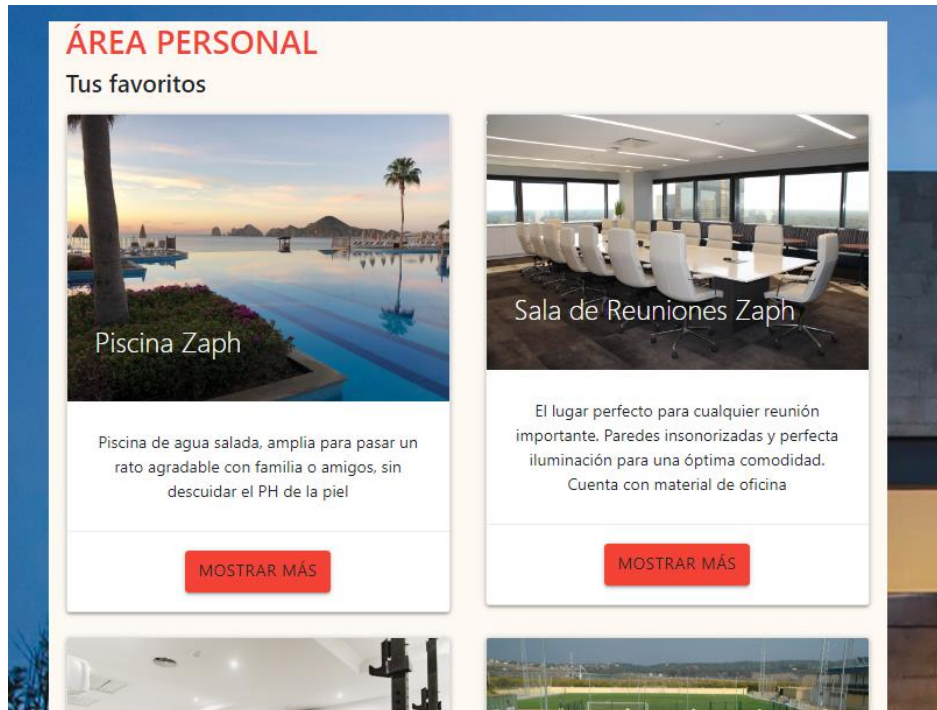 ÁREA PERSONAL
Tus favoritos
Piscina Zaph
Piscina de agua salada, amplia para pasar un
rato agradable con familia o amigos, sin
descuidar el PH de la piel
MOSTRAR MÁS
Sala de Reuniones Zaph
El lugar perfecto para cualquier reunión
importante. Paredes insonorizadas y perfecta
iluminación para una óptima comodidad.
Cuenta con material de oficina
MOSTRAR MÁS